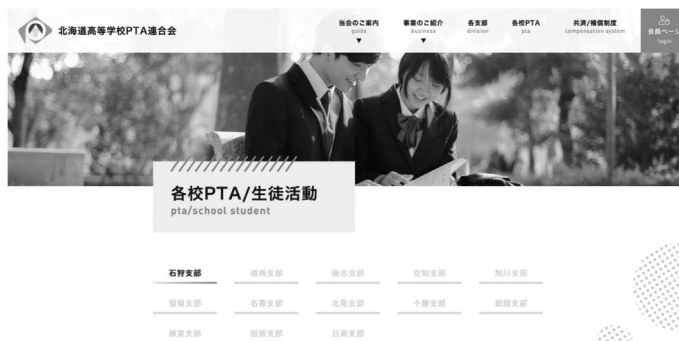 北海道高等学校PTA連合会
当会のご案内 事業のご紹介 各支部 各校PTA 共済/補償制度
guide business division pta compensation system 会員ページ
▼ ▼ login
各校PTA/生徒活動
pta/school student
石狩支部 道南支部 後志支部 空知支部 旭川支部
留萌支部 名寄支部 北見支部 十勝支部 釧路支部
根室支部 胆振支部 日高支部